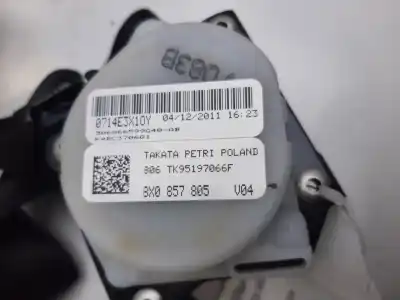 0714E3X10Y 04/12/2011 16:23
TAKATA PETRI POLAND
806 TK95197066F
8X0 857 805 V04